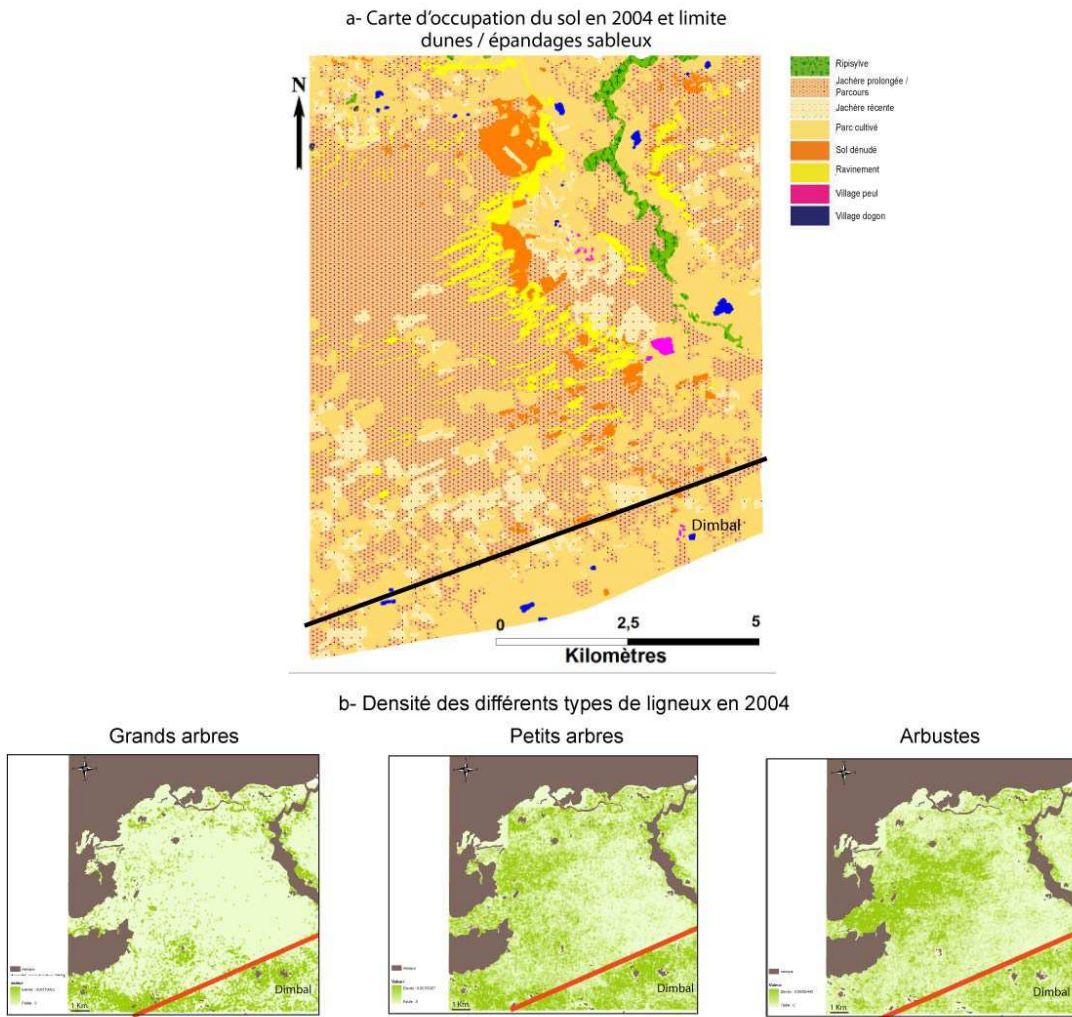 a- Carte d'occupation du sol en 2004 et limite
dunes / épandages sableux
N
Ripisylve
Jachère prolongée /
Parcours
Jachère récente
Parc cultivé
Sol dénudé
Ravinement
Village peul
Village dogon
Dimbal
0 2,5 5
Kilomètres
b- Densité des différents types de ligneux en 2004
Grands arbres
Petits arbres
Arbustes
Dimbal
1 Km
Dimbal
1 Km
Dimbal
1 Km